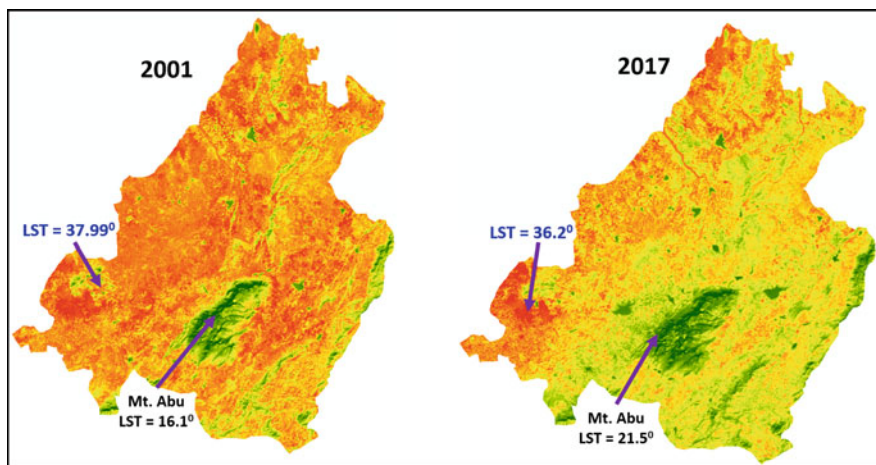 2001
LST = 37.99⁰
Mt. Abu
LST = 16.1⁰
2017
LST = 36.2⁰
Mt. Abu
LST = 21.5⁰